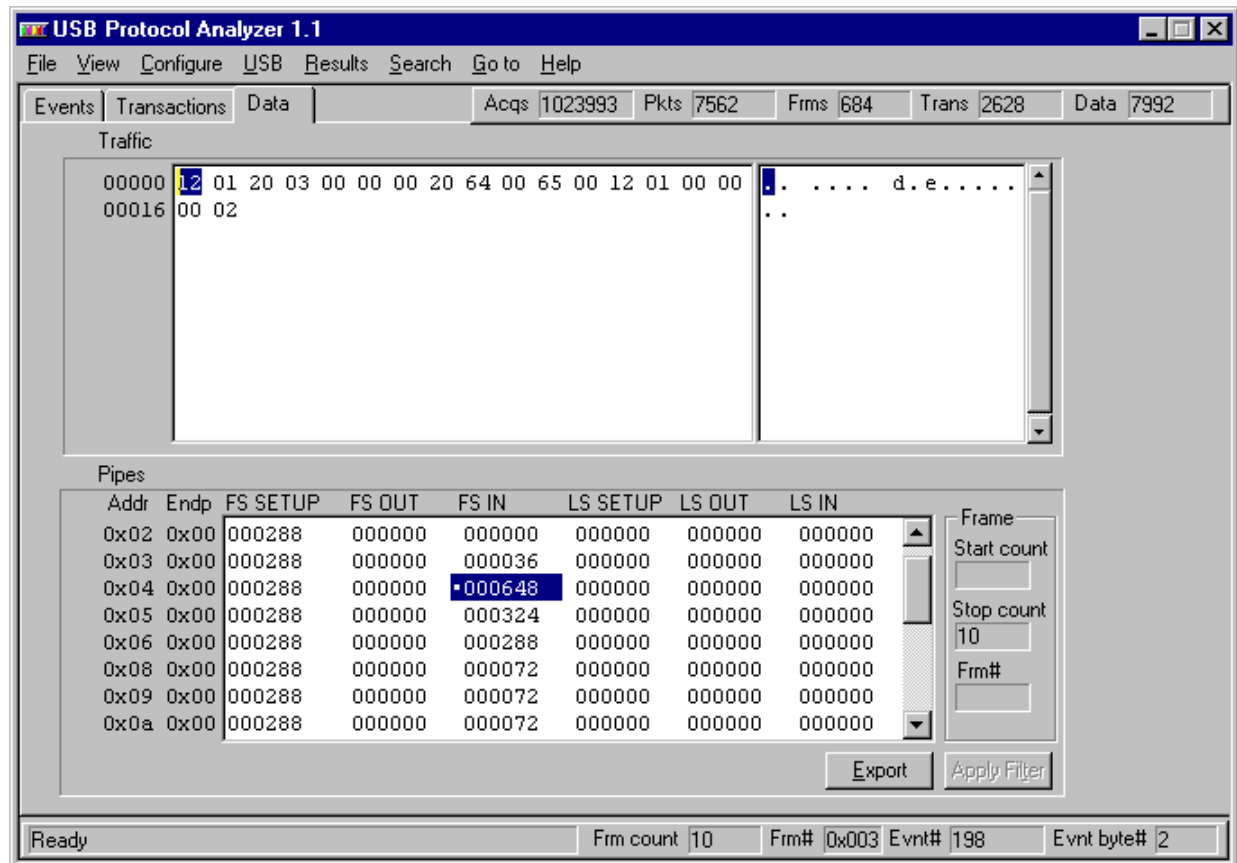 USB Protocol Analyzer 1.1
File View Configure USB Results Search Go to Help
Events Transactions Data Acqs 1023993 Pkts 7562 Frms 684 Trans 2628 Data 7992
Traffic
00000 12 01 20 03 00 00 00 20 64 00 65 00 12 01 00 00 . . . . . . d . e . . . . .
00016 00 02 . .
Pipes
Addr Endp FS SETUP FS OUT FS IN LS SETUP LS OUT LS IN
0x02 0x00 000288 000000 000000 000000 000000 000000
0x03 0x00 000288 000000 000036 000000 000000 000000
0x04 0x00 000288 000000 000648 000000 000000 000000
0x05 0x00 000288 000000 000324 000000 000000 000000
0x06 0x00 000288 000000 000288 000000 000000 000000
0x08 0x00 000288 000000 000072 000000 000000 000000
0x09 0x00 000288 000000 000072 000000 000000 000000
0x0a 0x00 000288 000000 000072 000000 000000 000000
Frame
Start count
Stop count
10
Frm#
Export Apply Filter
Ready Frm count 10 Frm# 0x003 Evnt# 198 Evnt byte# 2